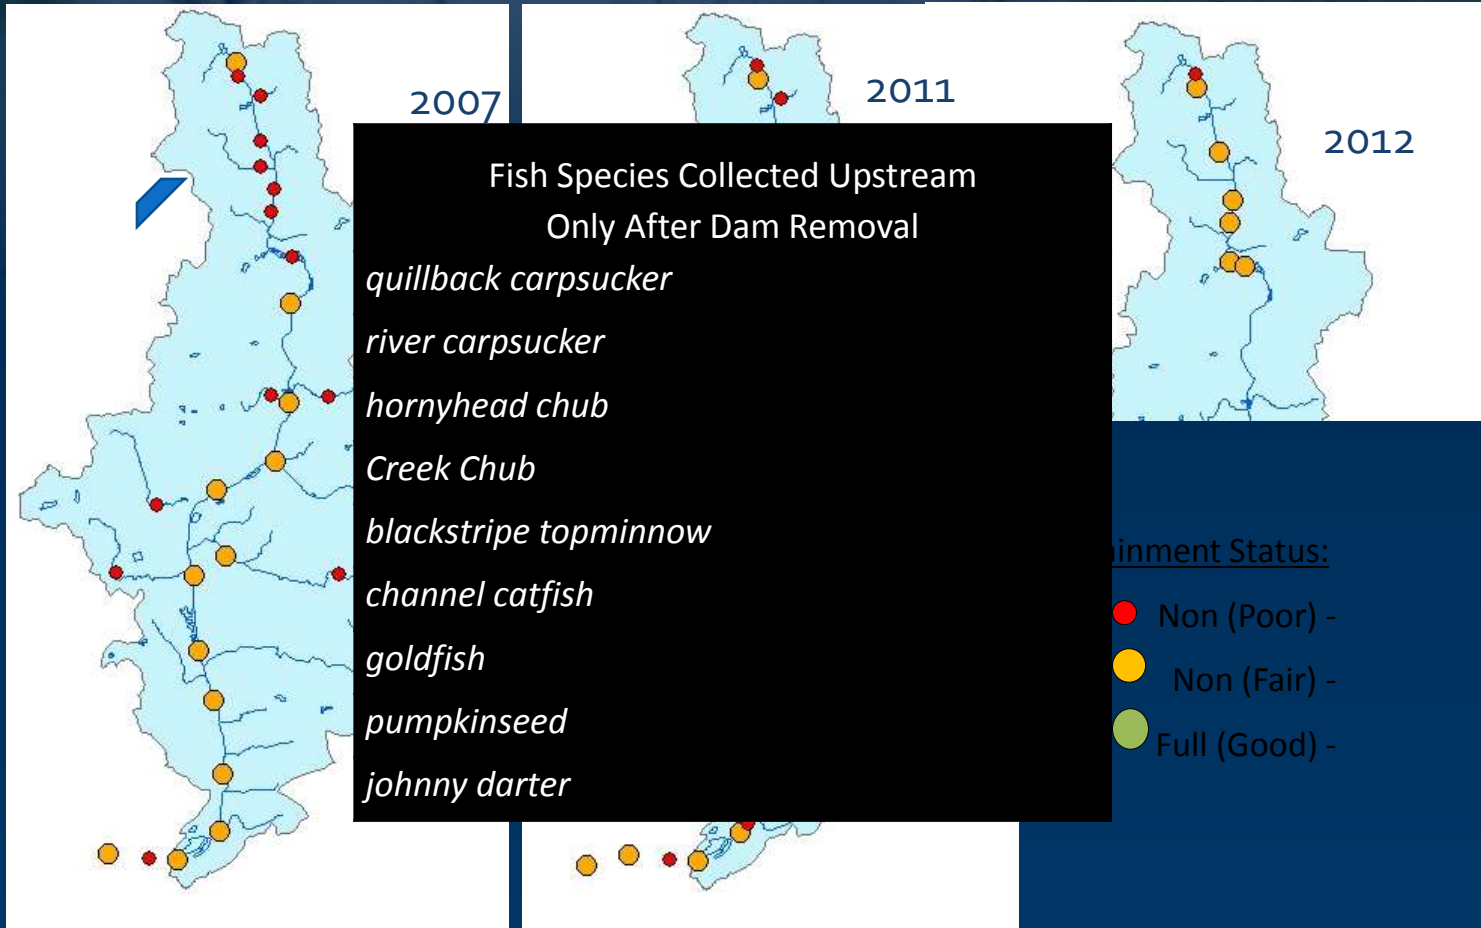 2007
2011
2012
Fish Species Collected Upstream
Only After Dam Removal
quillback carpsucker
river carpsucker
hornyhead chub
Creek Chub
blackstripe topminnow
channel catfish
goldfish
pumpkinseed
johnny darter
ainment Status:
Non (Poor) -
Non (Fair) -
Full (Good) -